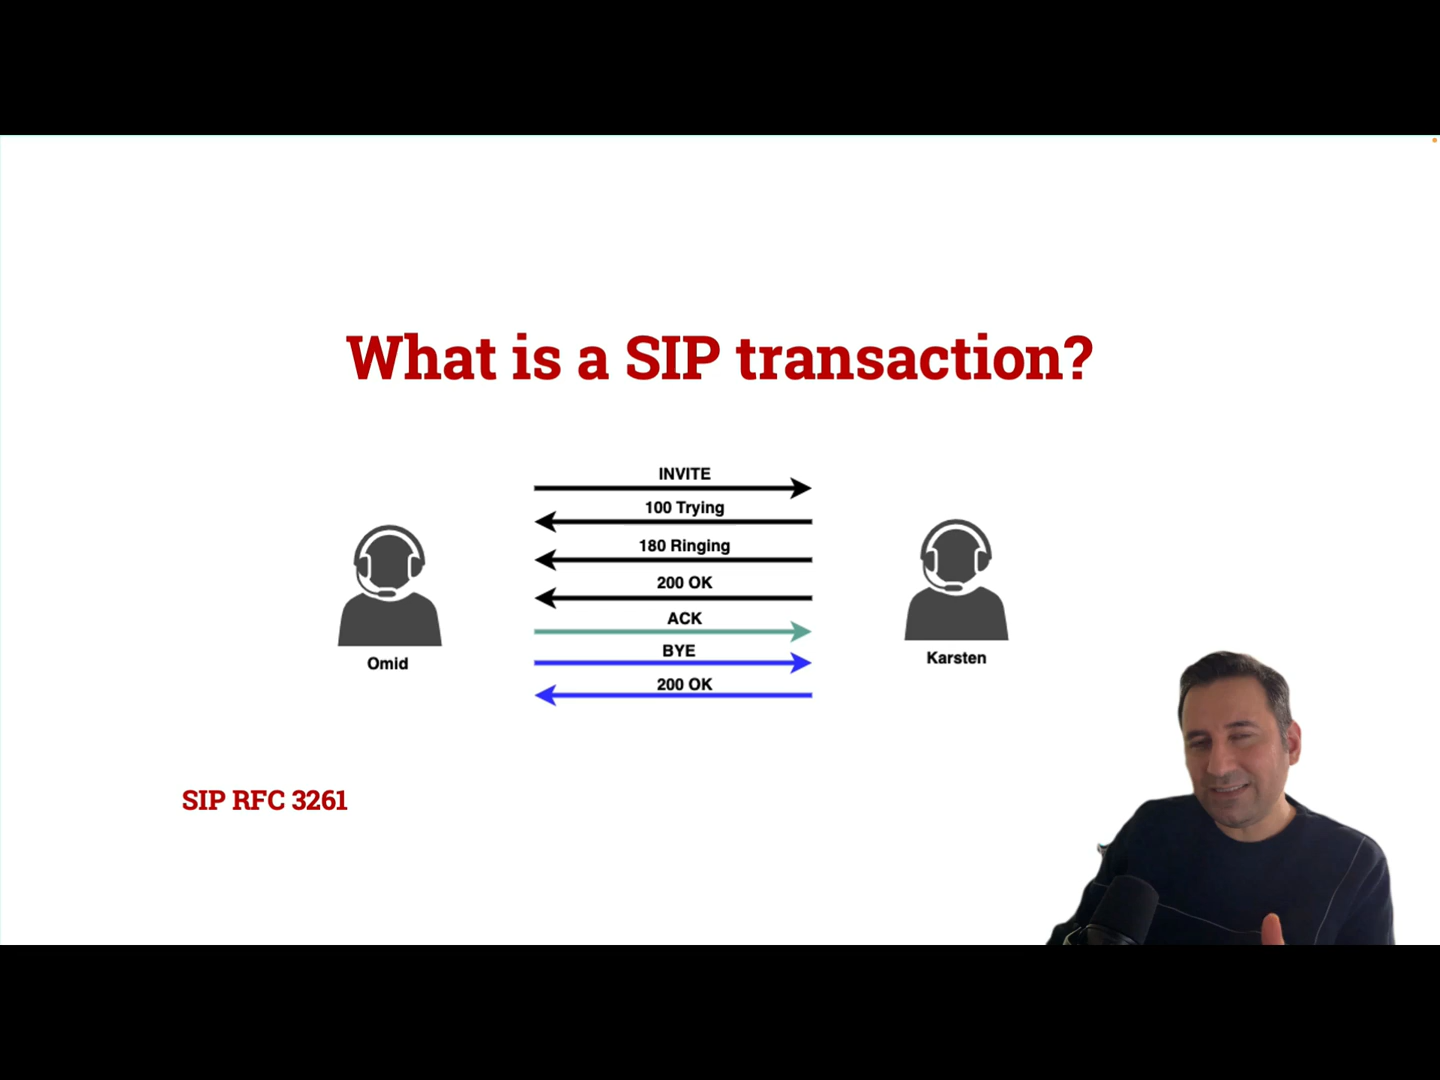 What is a SIP transaction?
INVITE
100 Trying
180 Ringing
200 OK
ACK
BYE
200 OK
Omid
Karsten
SIP RFC 3261